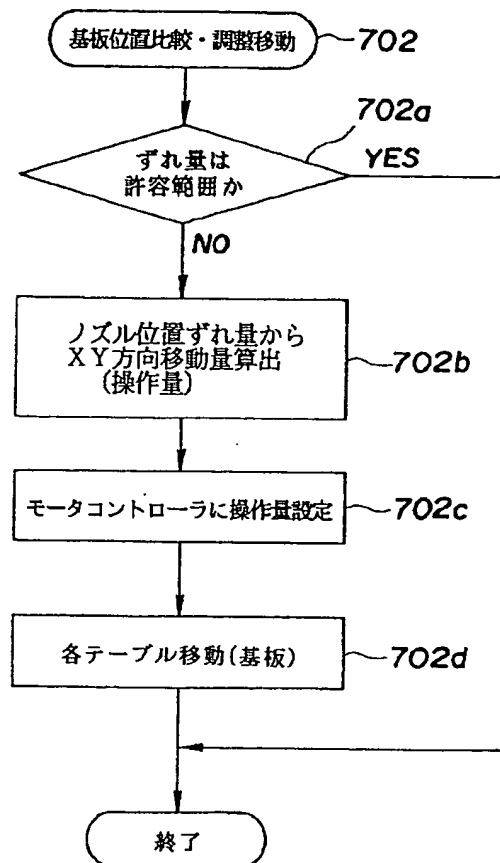 基板位置比較・調整移動
702
702a
ずれ量は
許容範囲か
YES
NO
ノズル位置ずれ量から
XY方向移動量算出
(操作量)
702b
モータコントローラに操作量設定
702c
各テーブル移動(基板)
702d
終了